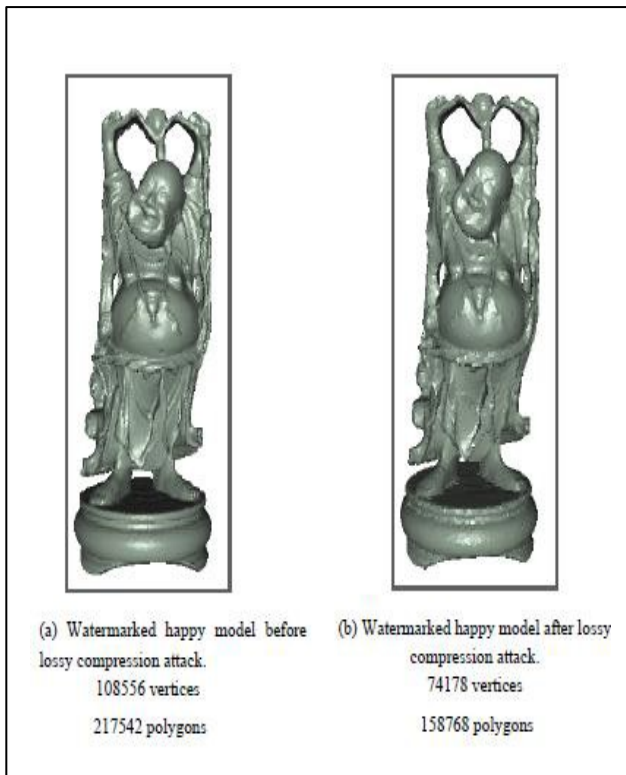 (a) Watermarked happy model before
lossy compression attack.
108556 vertices
217542 polygons
(b) Watermarked happy model after lossy
compression attack.
74178 vertices
158768 polygons